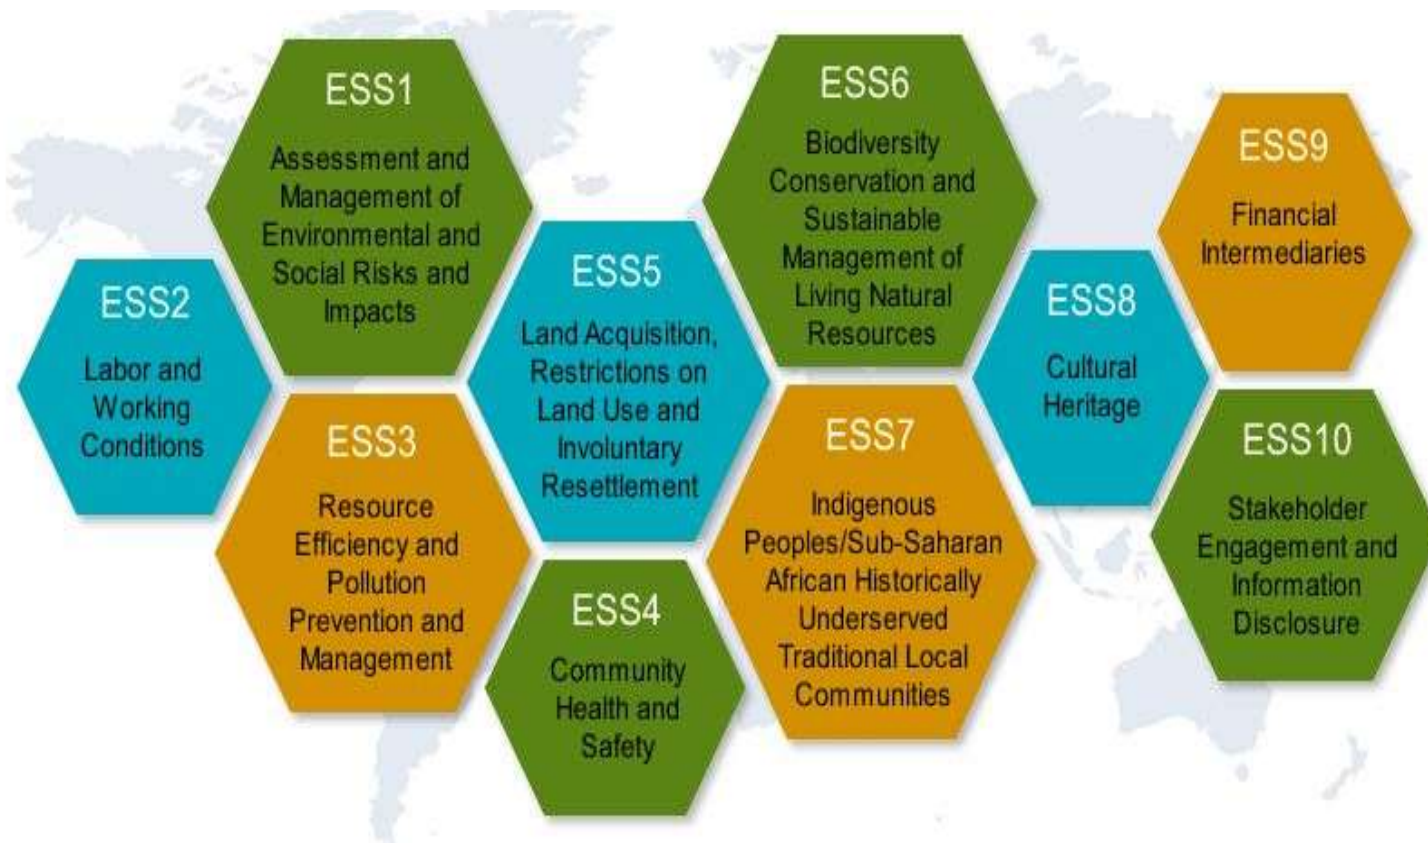 ESS1
Assessment and
Management of
Environmental and
Social Risks and
Impacts
ESS2
Labor and
Working
Conditions
ESS3
Resource
Efficiency and
Pollution
Prevention and
Management
ESS4
Community
Health and
Safety
ESS5
Land Acquisition,
Restrictions on
Land Use and
Involuntary
Resettlement
ESS6
Biodiversity
Conservation and
Sustainable
Management of
Living Natural
Resources
ESS7
Indigenous
Peoples/Sub-Saharan
African Historically
Underserved
Traditional Local
Communities
ESS8
Cultural
Heritage
ESS9
Financial
Intermediaries
ESS10
Stakeholder
Engagement and
Information
Disclosure